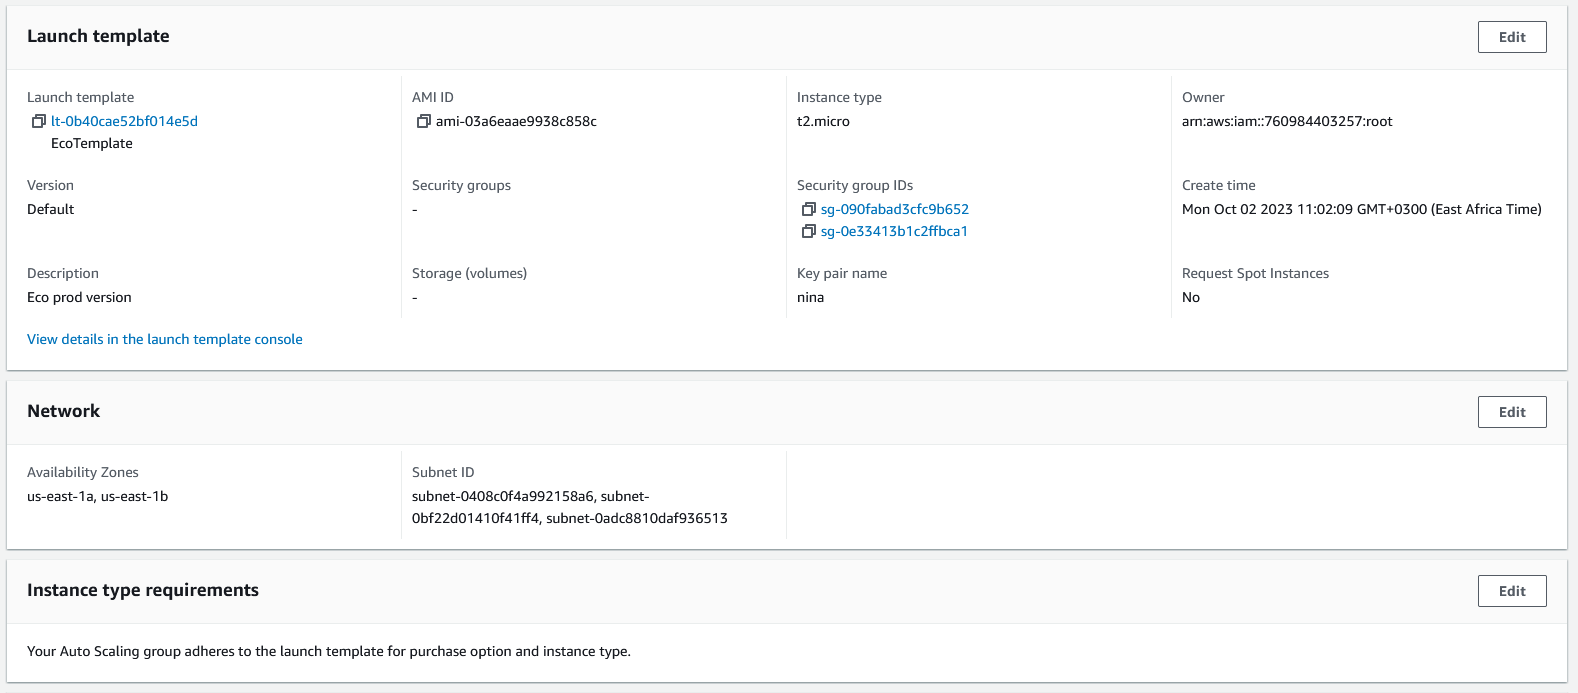 Launch template
Edit
Launch template
lt-0b40cae52bf014e5d
EcoTemplate
AMI ID
ami-03a6eaae9938c858c
Instance type
t2.micro
Owner
arn:aws:iam::760984403257:root
Version
Default
Security groups
-
Security group IDs
sg-090fabad3cfc9b652
sg-0e33413b1c2ffbca1
Create time
Mon Oct 02 2023 11:02:09 GMT+0300 (East Africa Time)
Description
Eco prod version
Storage (volumes)
-
Key pair name
nina
Request Spot Instances
No
View details in the launch template console
Network
Edit
Availability Zones
us-east-1a, us-east-1b
Subnet ID
subnet-0408c0f4a992158a6, subnet-
0bf22d01410f41ff4, subnet-0adc8810daf936513
Instance type requirements
Edit
Your Auto Scaling group adheres to the launch template for purchase option and instance type.